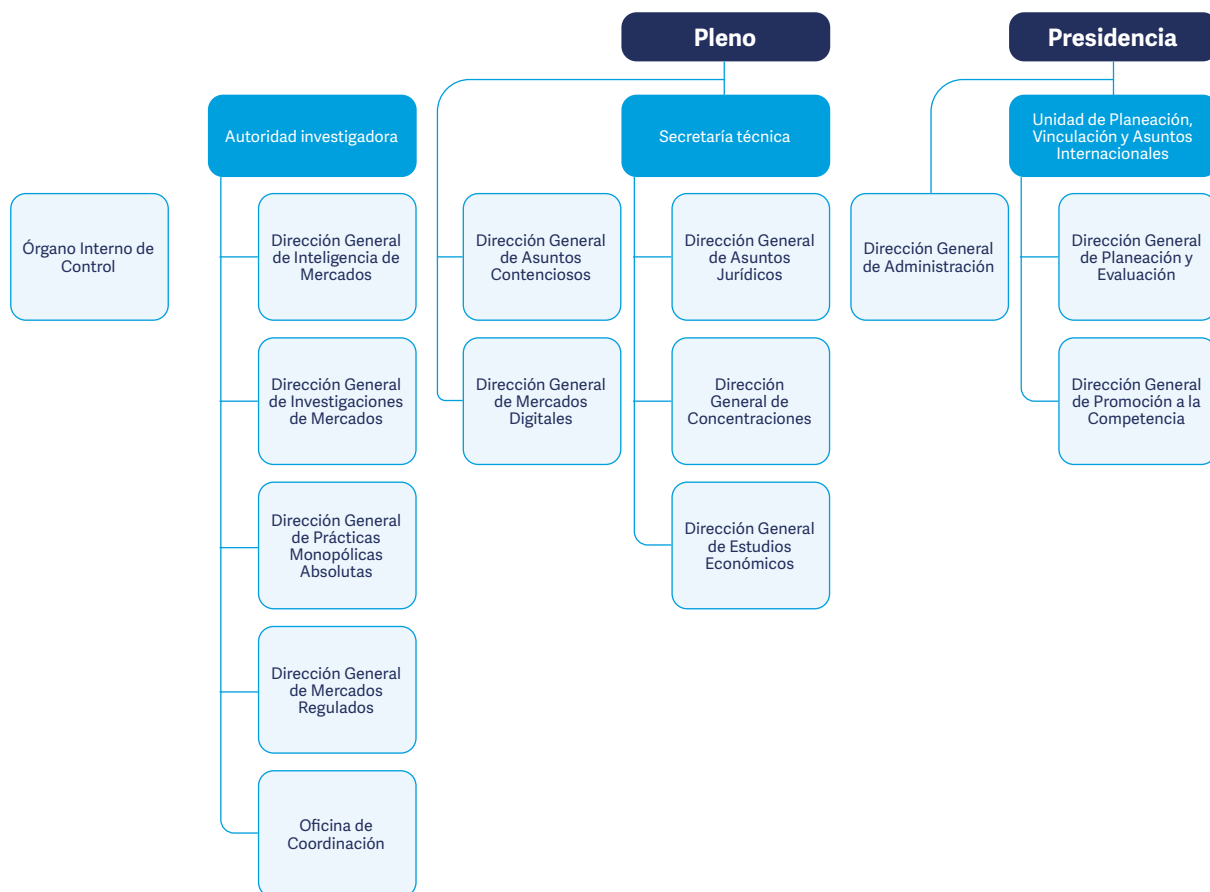 Pleno
Presidencia
Autoridad investigadora
Secretaría técnica
Unidad de Planeación,
Vinculación y Asuntos
Internacionales
Órgano Interno de
Control
Dirección General
de Inteligencia de
Mercados
Dirección General
de Asuntos
Contenciosos
Dirección General
de Asuntos
Jurídicos
Dirección General
de Administración
Dirección General
de Planeación y
Evaluación
Dirección General
de Investigaciones
de Mercados
Dirección General
de Mercados
Digitales
Dirección
General de
Concentraciones
Dirección General
de Promoción a la
Competencia
Dirección General
de Prácticas
Monopólicas
Absolutas
Dirección General
de Estudios
Económicos
Dirección General
de Mercados
Regulados
Oficina de
Coordinación